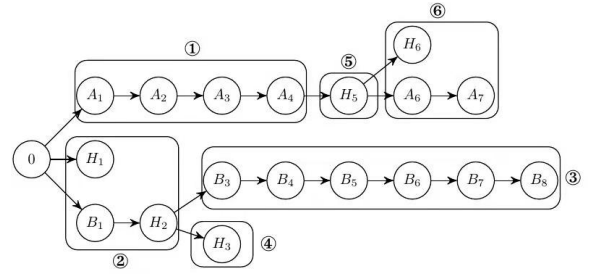 ⑥
① ⑤ H₆
A₁ A₂ A₃ A₄ H₅ A₆ A₇
0 H₁
B₃ B₄ B₅ B₆ B₇ B₈ ③
B₁ H₂
H₃ ④
②